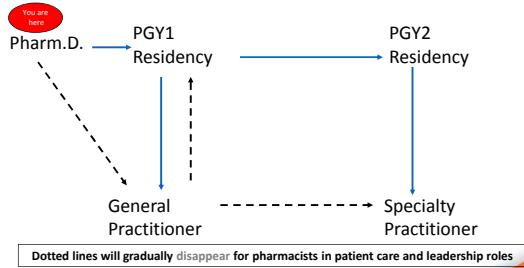 You are
here
Pharm.D.
PGY1
Residency
PGY2
Residency
General
Practitioner
Specialty
Practitioner
Dotted lines will gradually disappear for pharmacists in patient care and leadership roles